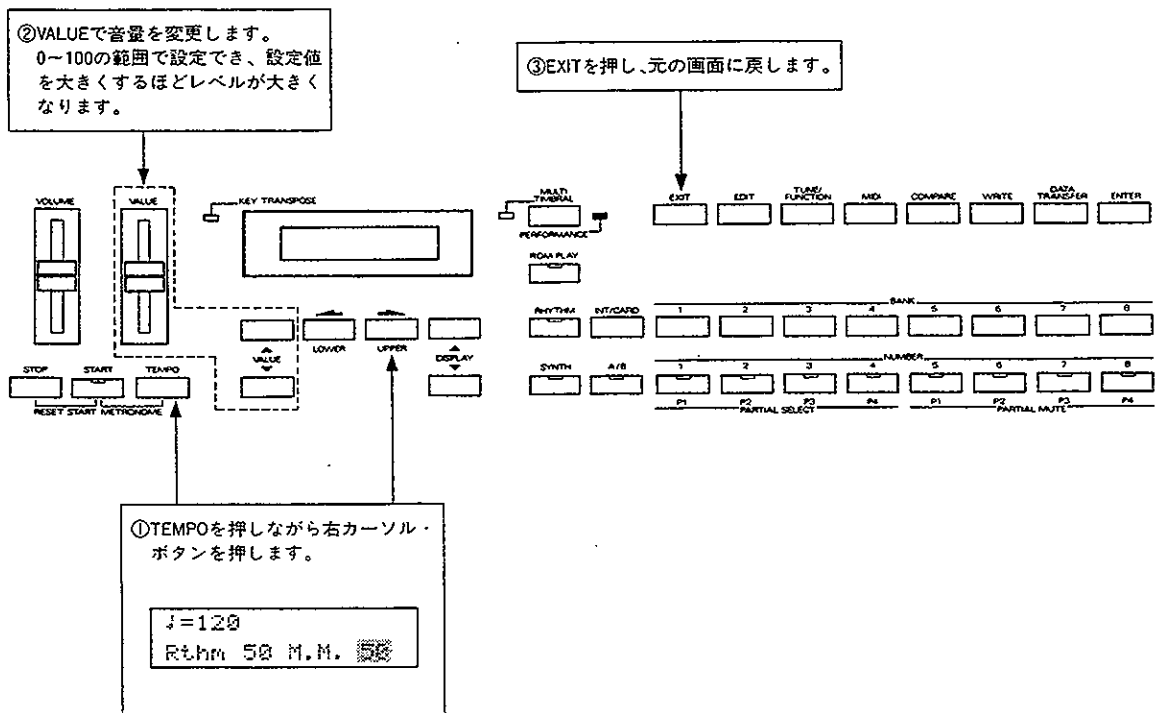 ②VALUEで音量を変更します。
0～100の範囲で設定でき、設定値
を大きくするほどレベルが大きく
なります。
③EXITを押し、元の画面に戻します。
VOLUME
VALUE
KEY TRANSPOSE
MULTI
TIMBRAL
PERFORMANCE
EXIT
EDIT
TUNE/
FUNCTION
MIDI
COMPARE
WRITE
DATA
TRANSFER
ENTER
ROM PLAY
RHYTHM
INT/CARD
BANK
1 2 3 4 5 6 7 8
VALUE
LOWER
UPPER
DISPLAY
STOP
START
TEMPO
RESET START
METRONOME
SYNTH
A/B
NUMBER
1 2 3 4 5 6 7 8
P1 P2 P3 P4 P1 P2 P3 P4
PARTIAL SELECT
PARTIAL MUTE
①TEMPOを押しながら右カーソル・
ボタンを押します。
♩=120
Rthm 50 M.M. 50